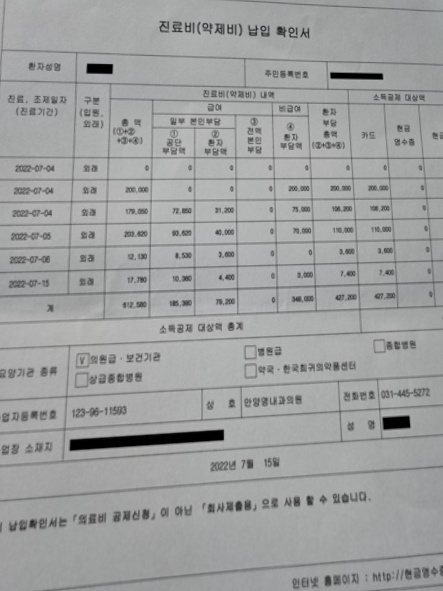 진료비(약제비) 납입 확인서
환자성명 주민등록번호
진료비(약제비) 내역 소득공제 대상액
진료, 조제일자 (진료기간)
구분 (입원, 외래)
총 액 (①+② +③+④)
급여 비급여
일부 본인부담
① 공단 부담액
② 환자 부담액
③ 전액 본인 부담
④ 환자 부담액
환자 부담 총액 (②+③+④)
카드 현금 영수증 현금
2022-07-04 외래 0 0 0 0 0 0 0 0
2022-07-04 외래 200,000 0 0 0 200,000 200,000 200,000 0
2022-07-04 외래 179,050 72,850 31,200 0 75,000 106,200 106,200 0
2022-07-05 외래 203,620 93,620 40,000 0 70,000 110,000 110,000 0
2022-07-06 외래 12,130 8,530 3,600 0 0 3,600 3,600 0
2022-07-15 외래 17,780 10,380 4,400 0 3,000 7,400 7,400 0
계 612,580 185,380 79,200 0 348,000 427,200 427,200 0
소득공제 대상액 총계
요양기관 종류
V 의원급ㆍ보건기관 병원급 종합병원
상급종합병원 약국ㆍ한국희귀의약품센터
업자등록번호 123-96-11593 상 호 안양영내과의원 전화번호 031-445-5272
업장 소재지 성 명
2022년 7월 15일
납입확인서는「의료비 공제신청」이 아닌 「회사제출용」으로 사용 할 수 있습니다.
인터넷 홈페이지 : http://현금영수증